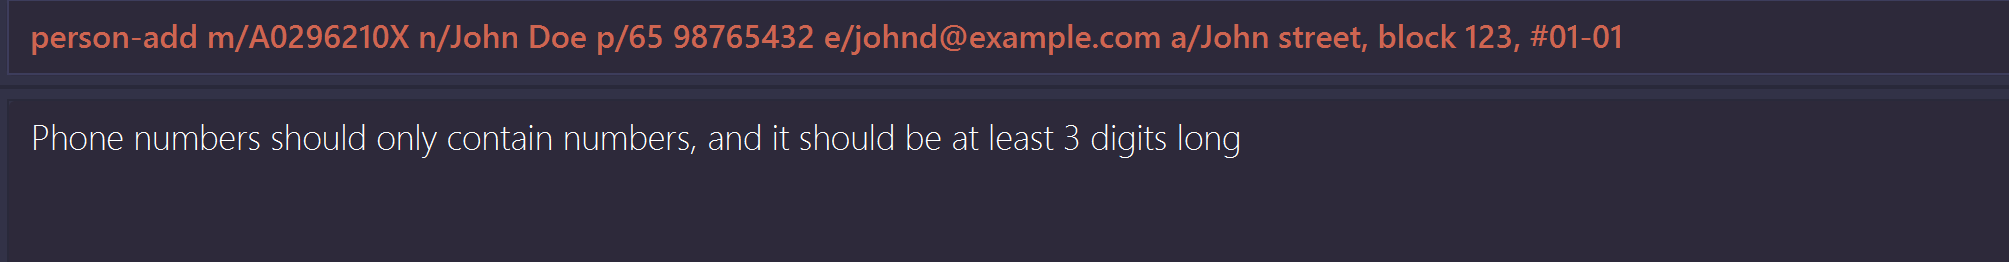 person-add m/A0296210X n/John Doe p/65 98765432 e/johnd@example.com a/John street, block 123, #01-01
Phone numbers should only contain numbers, and it should be at least 3 digits long